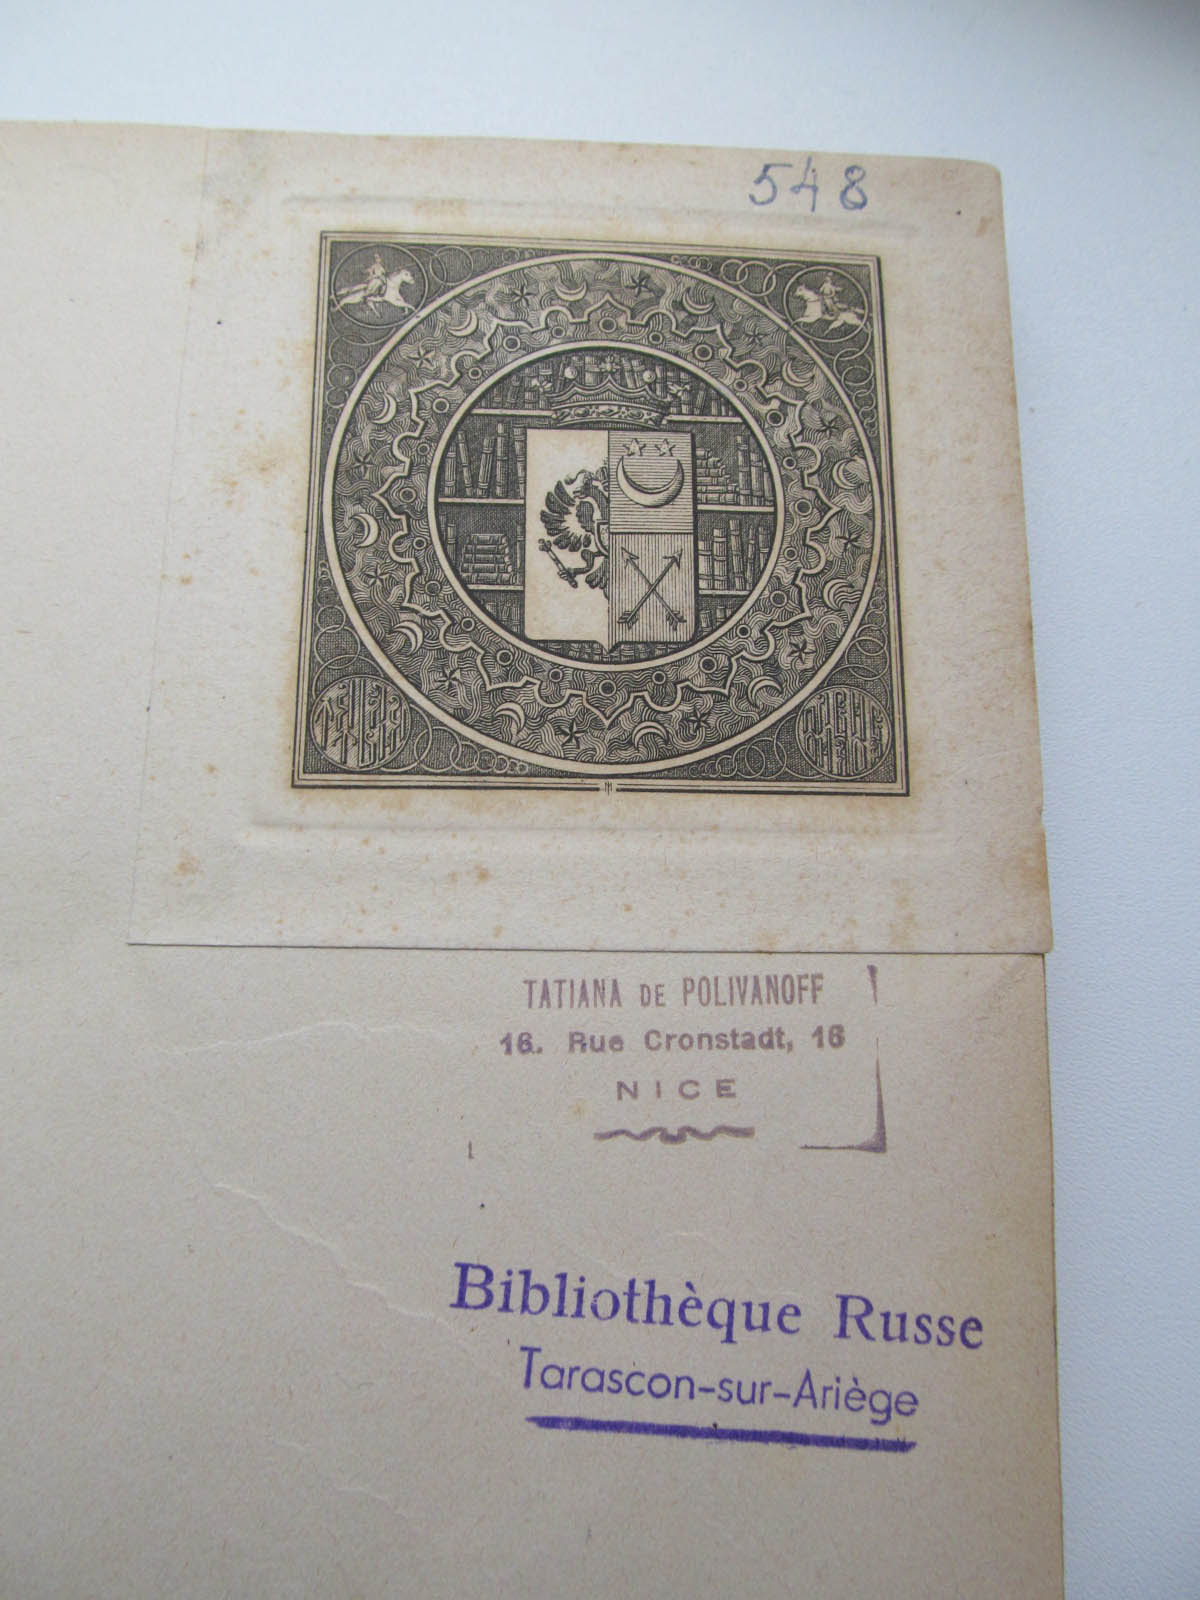 548
TATIANA DE POLIVANOFF
16. Rue Cronstadt, 16
NICE
Bibliothèque Russe
Tarascon-sur-Ariège